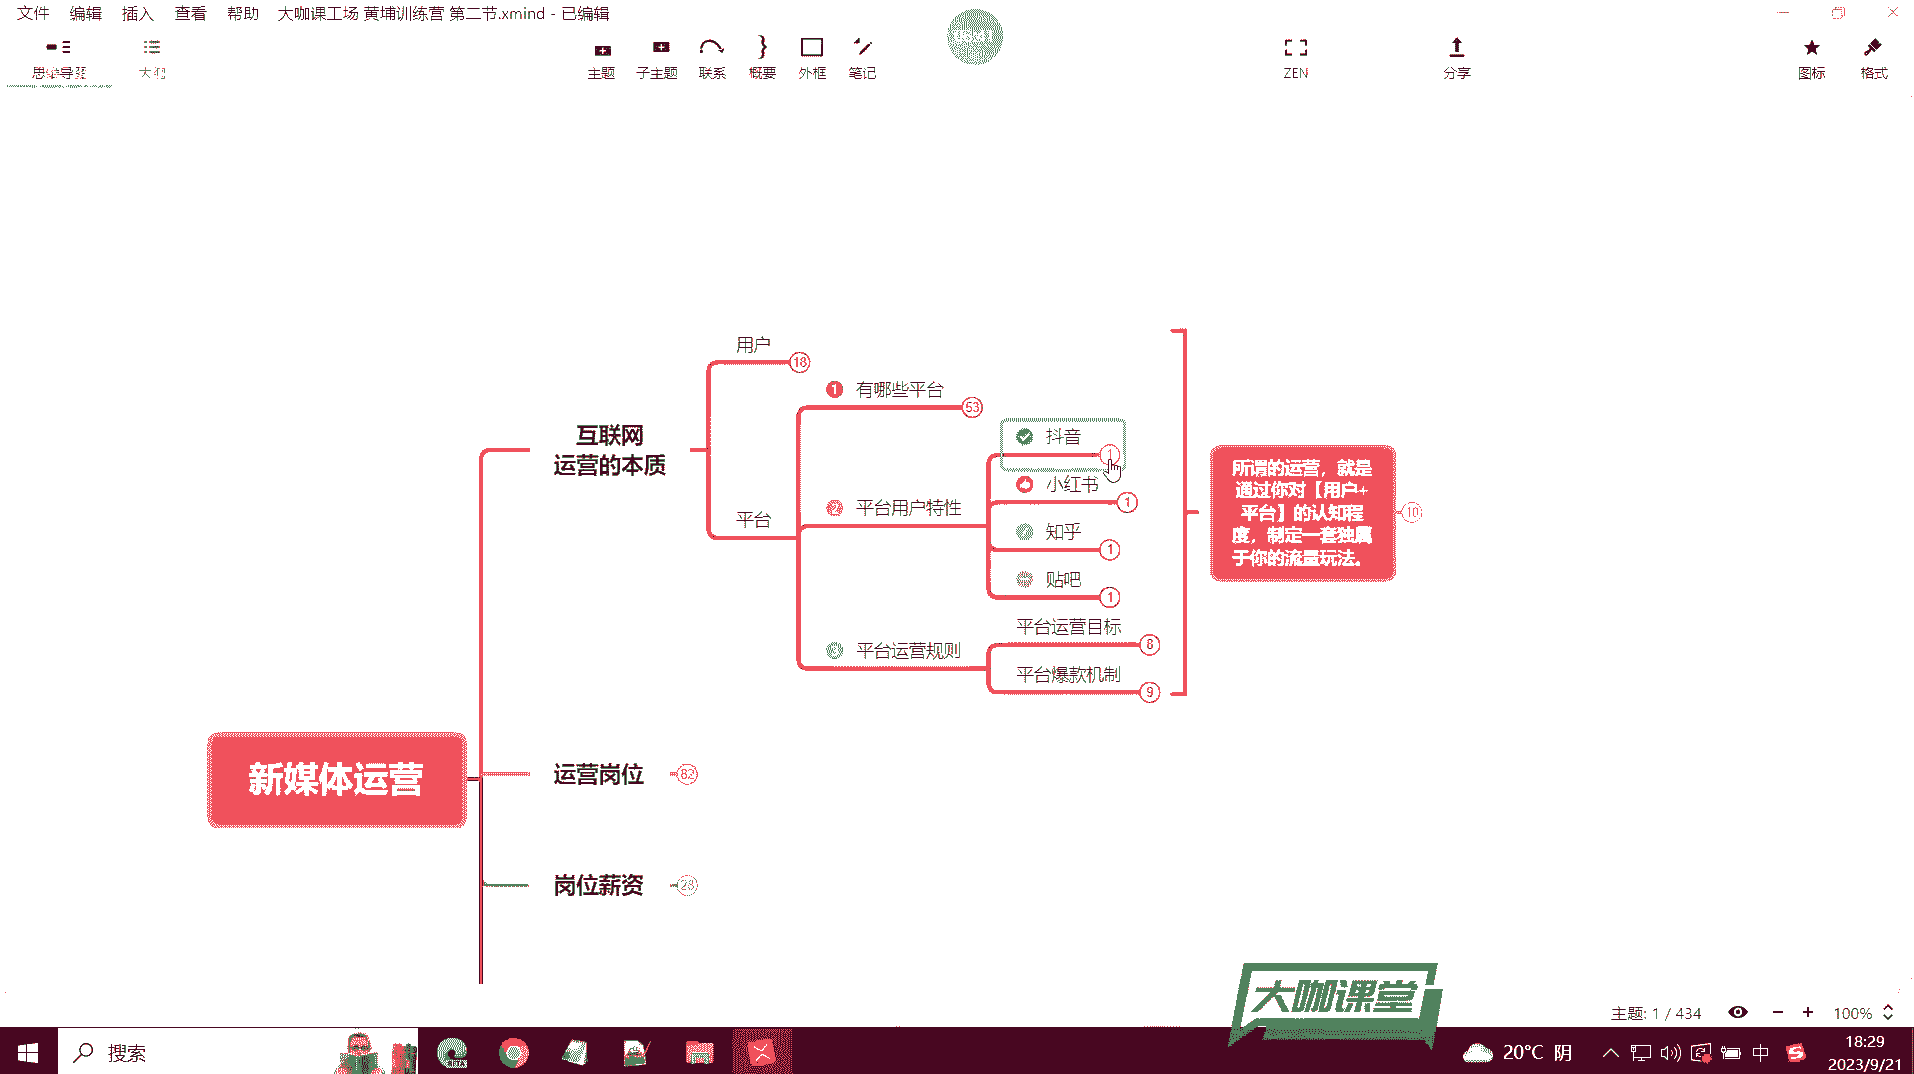 文件 编辑 插入 查看 帮助 大咖课工场 黄埔训练营 第二节.xmind - 已编辑
思维导图 大纲 主题 子主题 联系 概要 外框 笔记 ZEN 分享 图标 格式
用户 18
1 有哪些平台 53
抖音 1
互联网
运营的本质
小红书 1
平台
2 平台用户特性
知乎 1
贴吧 1
平台运营目标 8
3 平台运营规则
平台爆款机制 9
所谓的运营，就是
通过你对【用户+
平台】的认知程
度，制定一套独属
于你的流量玩法。
10
新媒体运营
运营岗位 82
岗位薪资 28
大咖课堂
主题: 1 / 434 100%
搜索
BETA
20°C 阴
中
18:29
2023/9/21